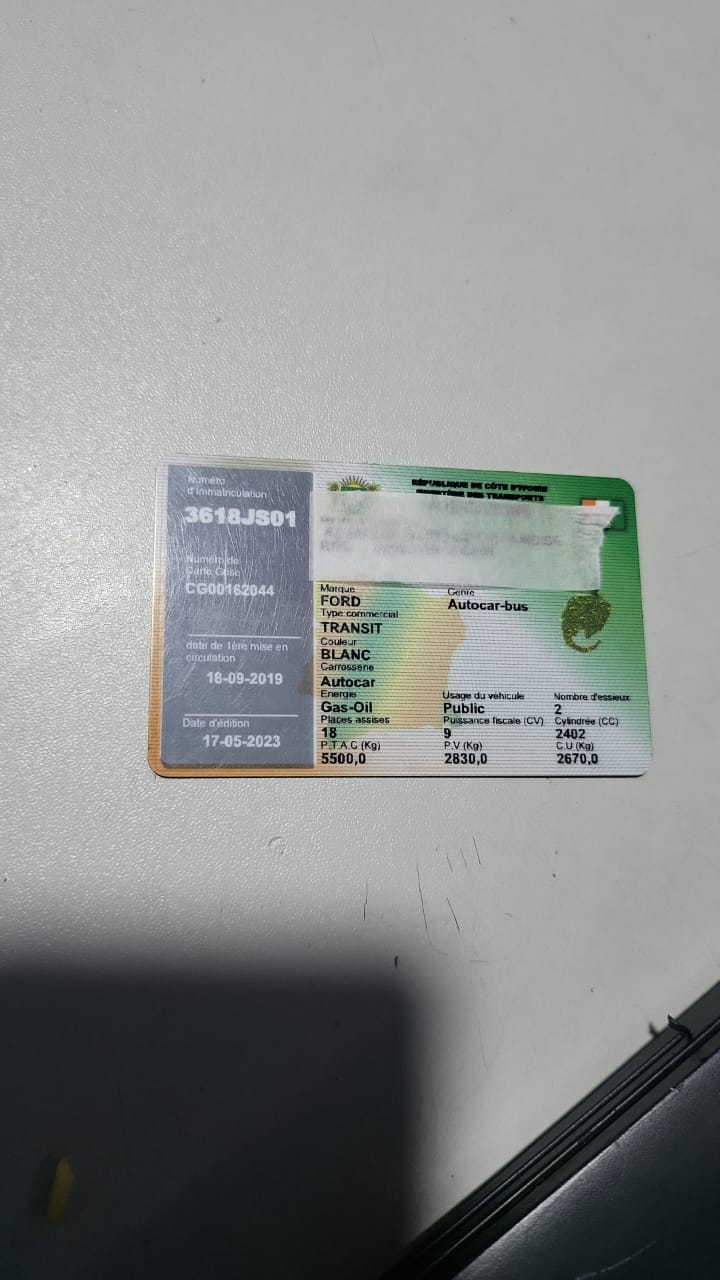 Numéro
d'Immatriculation
3618JS01
Numéro de
Carte Grise
CG00162044
date de 1ère mise en
circulation
18-09-2019
Date d'édition
17-05-2023
RÉPUBLIQUE DE CÔTE D'IVOIRE
MINISTÈRE DES TRANSPORTS
Marque Genre
FORD Autocar-bus
Type commercial
TRANSIT
Couleur
BLANC
Carrosserie
Autocar
Energie Usage du véhicule Nombre d'essieux
Gas-Oil Public 2
Places assises Puissance fiscale (CV) Cylindrée (CC)
18 9 2402
P.T.A.C (Kg) P.V (Kg) C.U (Kg)
5500,0 2830,0 2670,0